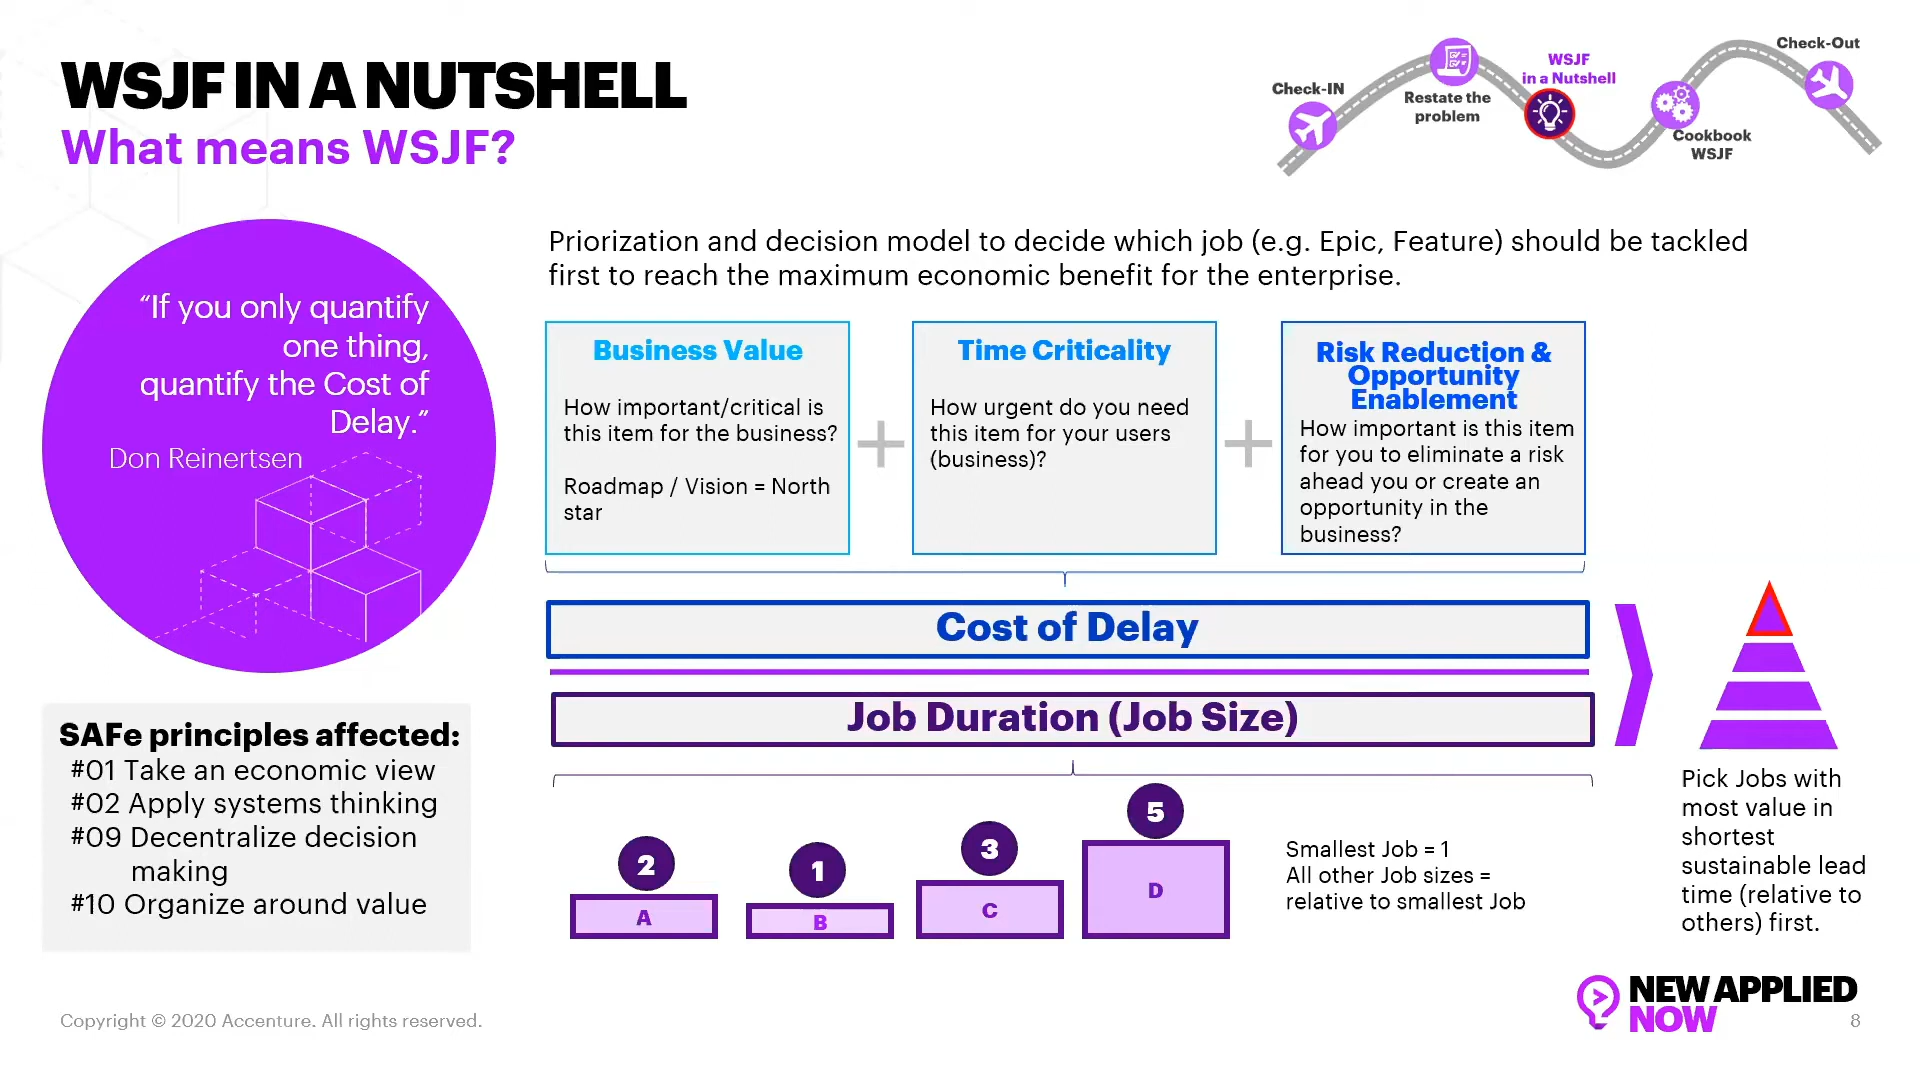 WSJF IN A NUTSHELL
What means WSJF?
Check-IN
Restate the
problem
WSJF
in a Nutshell
Cookbook
WSJF
Check-Out
“If you only quantify
one thing,
quantify the Cost of
Delay.”
Don Reinertsen
SAFe principles affected:
#01 Take an economic view
#02 Apply systems thinking
#09 Decentralize decision
making
#10 Organize around value
Priorization and decision model to decide which job (e.g. Epic, Feature) should be tackled
first to reach the maximum economic benefit for the enterprise.
Business Value
How important/critical is
this item for the business?
Roadmap / Vision = North
star
+
Time Criticality
How urgent do you need
this item for your users
(business)?
+
Risk Reduction &
Opportunity
Enablement
How important is this item
for you to eliminate a risk
ahead you or create an
opportunity in the
business?
Cost of Delay
Job Duration (Job Size)
2
A
1
B
3
C
5
D
Smallest Job = 1
All other Job sizes =
relative to smallest Job
Pick Jobs with
most value in
shortest
sustainable lead
time (relative to
others) first.
Copyright © 2020 Accenture. All rights reserved.
NEW APPLIED
NOW
8